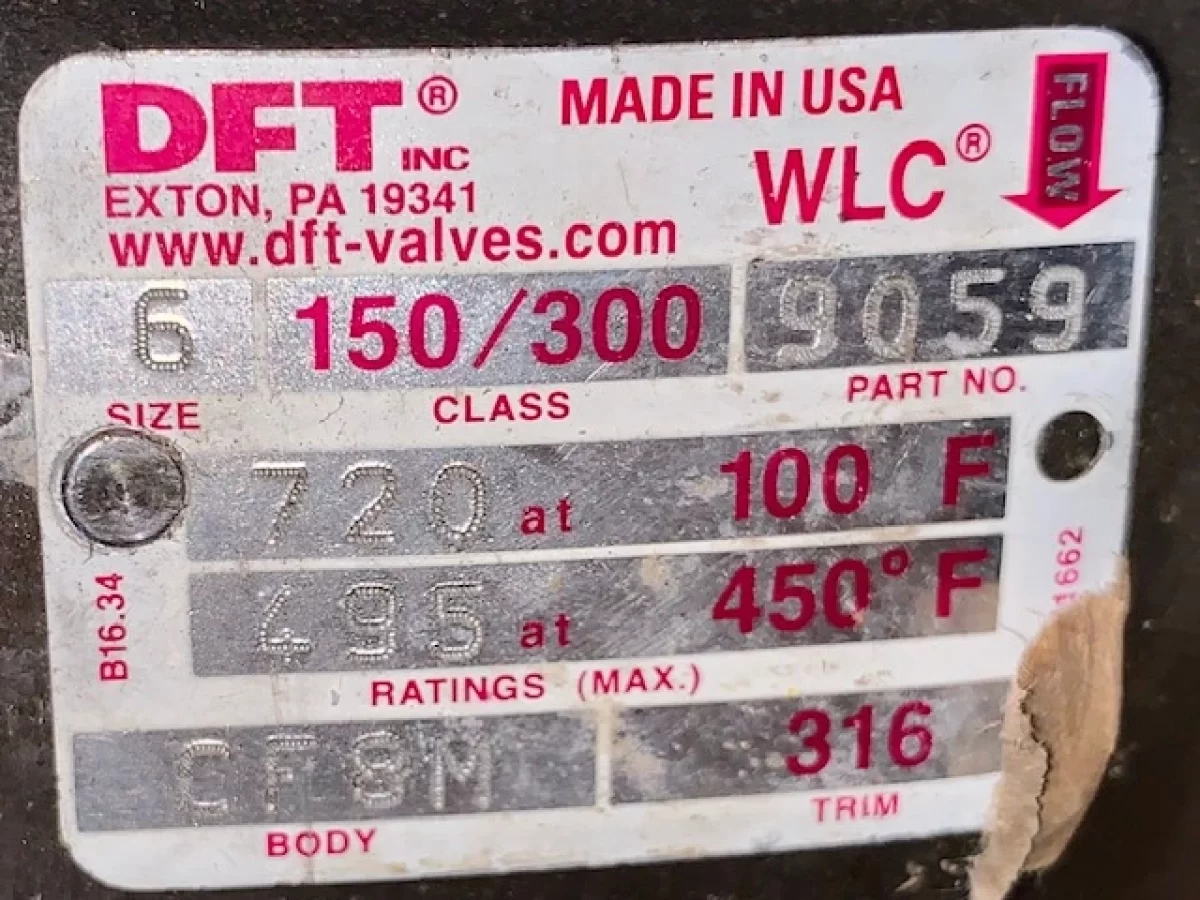 DFT® INC
MADE IN USA
FLOW
EXTON, PA 19341
WLC®
www.dft-valves.com
6 150/300 9059
SIZE CLASS PART NO.
720 at 100 F
495 at 450° F
B16.34
1662
RATINGS (MAX.)
CF8M 316
BODY TRIM